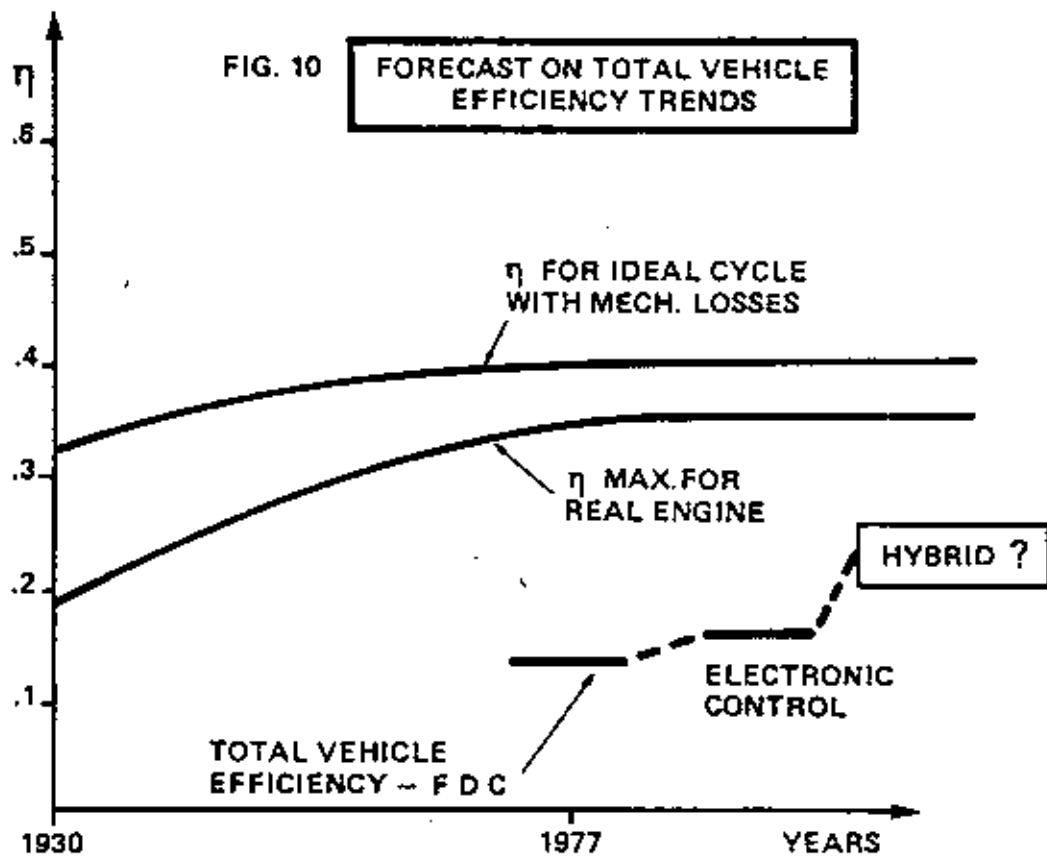 FIG. 10
FORECAST ON TOTAL VEHICLE
EFFICIENCY TRENDS
η
.6
.5
.4
.3
.2
.1
η FOR IDEAL CYCLE
WITH MECH. LOSSES
η MAX. FOR
REAL ENGINE
HYBRID ?
ELECTRONIC
CONTROL
TOTAL VEHICLE
EFFICIENCY – F D C
1930
1977
YEARS